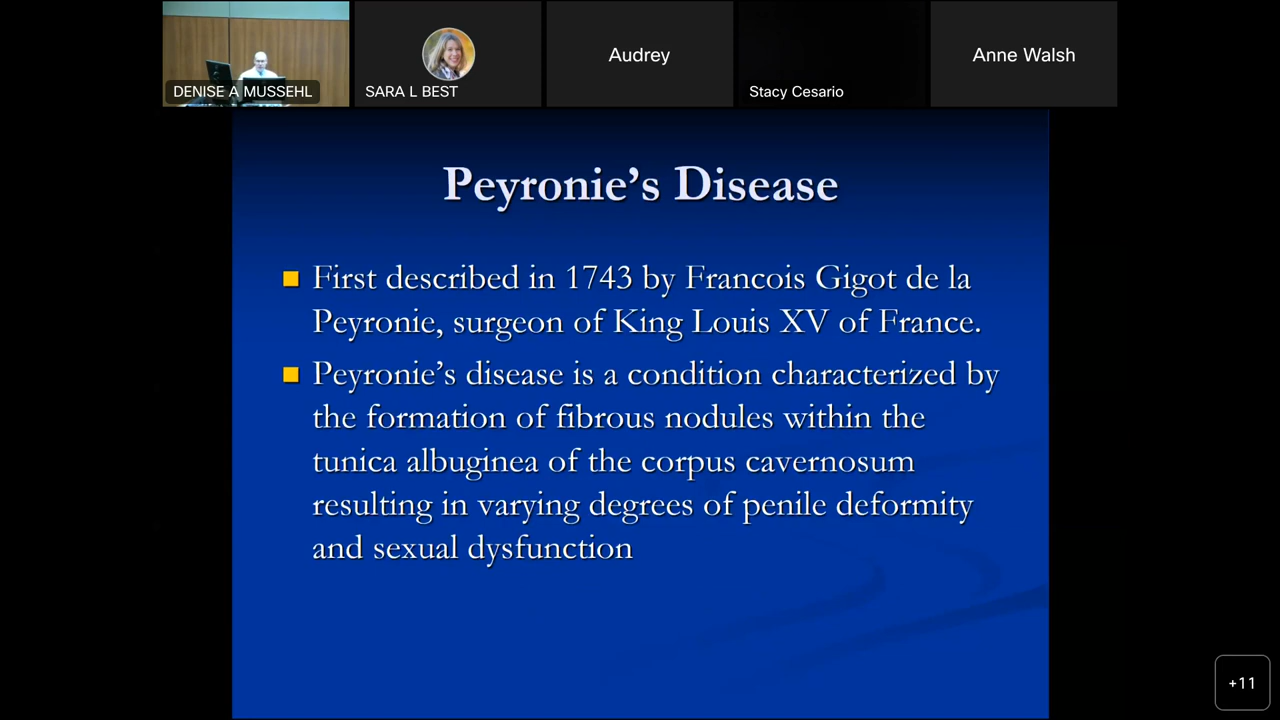 DENISE A MUSSEHL
SARA L BEST
Audrey
Stacy Cesario
Anne Walsh
Peyronie’s Disease
First described in 1743 by Francois Gigot de la
Peyronie, surgeon of King Louis XV of France.
Peyronie’s disease is a condition characterized by
the formation of fibrous nodules within the
tunica albuginea of the corpus cavernosum
resulting in varying degrees of penile deformity
and sexual dysfunction
+11